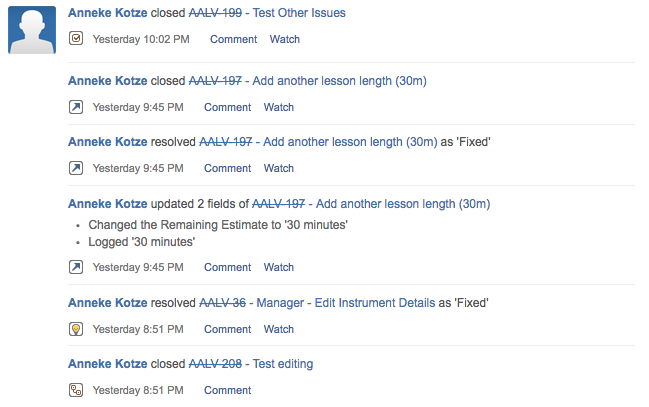 Anneke Kotze closed AALV-199 - Test Other Issues
Yesterday 10:02 PM Comment Watch
Anneke Kotze closed AALV-197 - Add another lesson length (30m)
Yesterday 9:45 PM Comment Watch
Anneke Kotze resolved AALV-197 - Add another lesson length (30m) as 'Fixed'
Yesterday 9:45 PM Comment Watch
Anneke Kotze updated 2 fields of AALV-197 - Add another lesson length (30m)
• Changed the Remaining Estimate to '30 minutes'
• Logged '30 minutes'
Yesterday 9:45 PM Comment Watch
Anneke Kotze resolved AALV-36 - Manager - Edit Instrument Details as 'Fixed'
Yesterday 8:51 PM Comment Watch
Anneke Kotze closed AALV-208 - Test editing
Yesterday 8:51 PM Comment